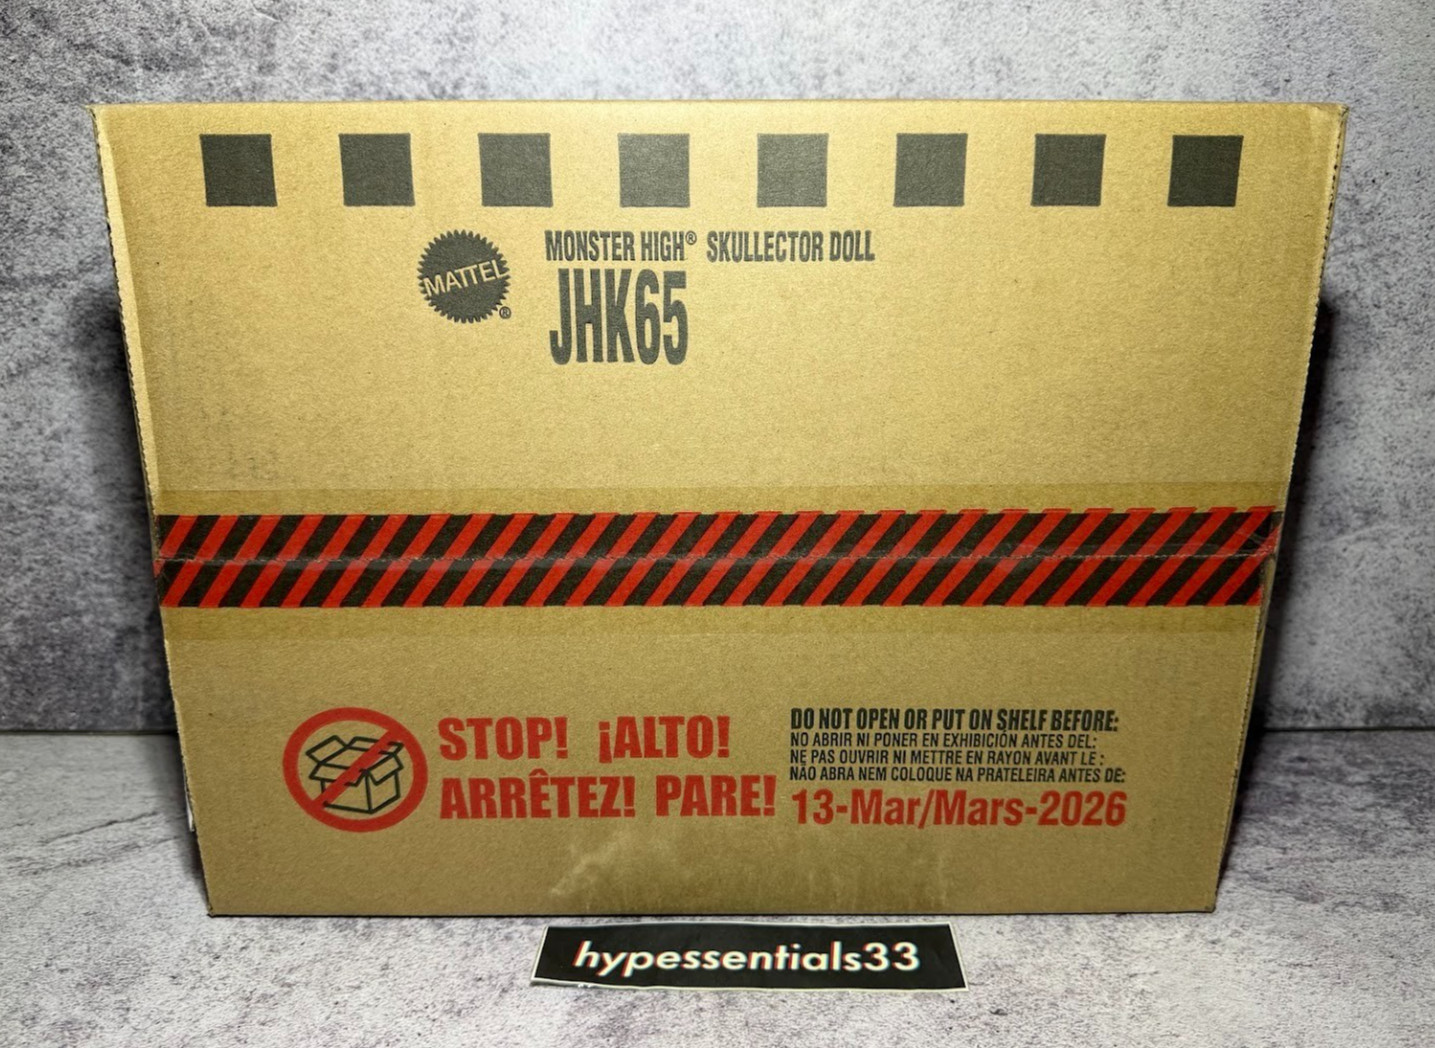 MATTEL®
MONSTER HIGH® SKULLECTOR DOLL
JHK65
STOP! ¡ALTO!
ARRÊTEZ! PARE!
DO NOT OPEN OR PUT ON SHELF BEFORE:
NO ABRIR NI PONER EN EXHIBICIÓN ANTES DEL:
NE PAS OUVRIR NI METTRE EN RAYON AVANT LE :
NÃO ABRA NEM COLOQUE NA PRATELEIRA ANTES DE:
13-Mar/Mars-2026
hypessentials33